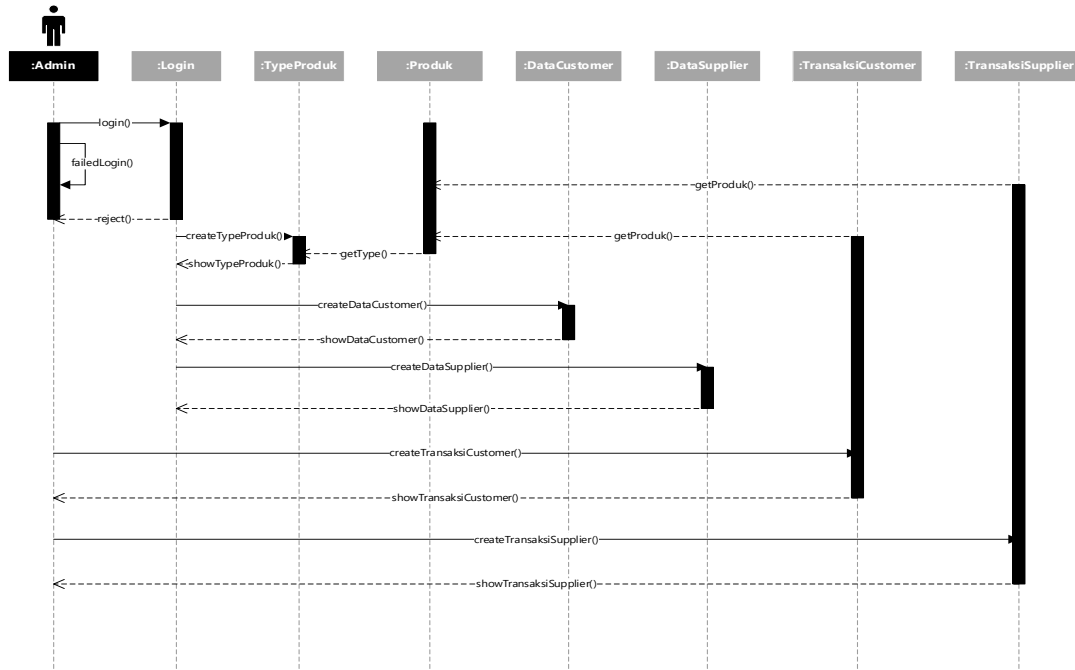 :Admin
:Login
:TypeProduk
:Produk
:DataCustomer
:DataSupplier
:TransaksiCustomer
:TransaksiSupplier
login()
failedLogin()
getProduk()
reject()
createTypeProduk()
getProduk()
getType()
showTypeProduk()
createDataCustomer()
showDataCustomer()
createDataSupplier()
showDataSupplier()
createTransaksiCustomer()
showTransaksiCustomer()
createTransaksiSupplier()
showTransaksiSupplier()